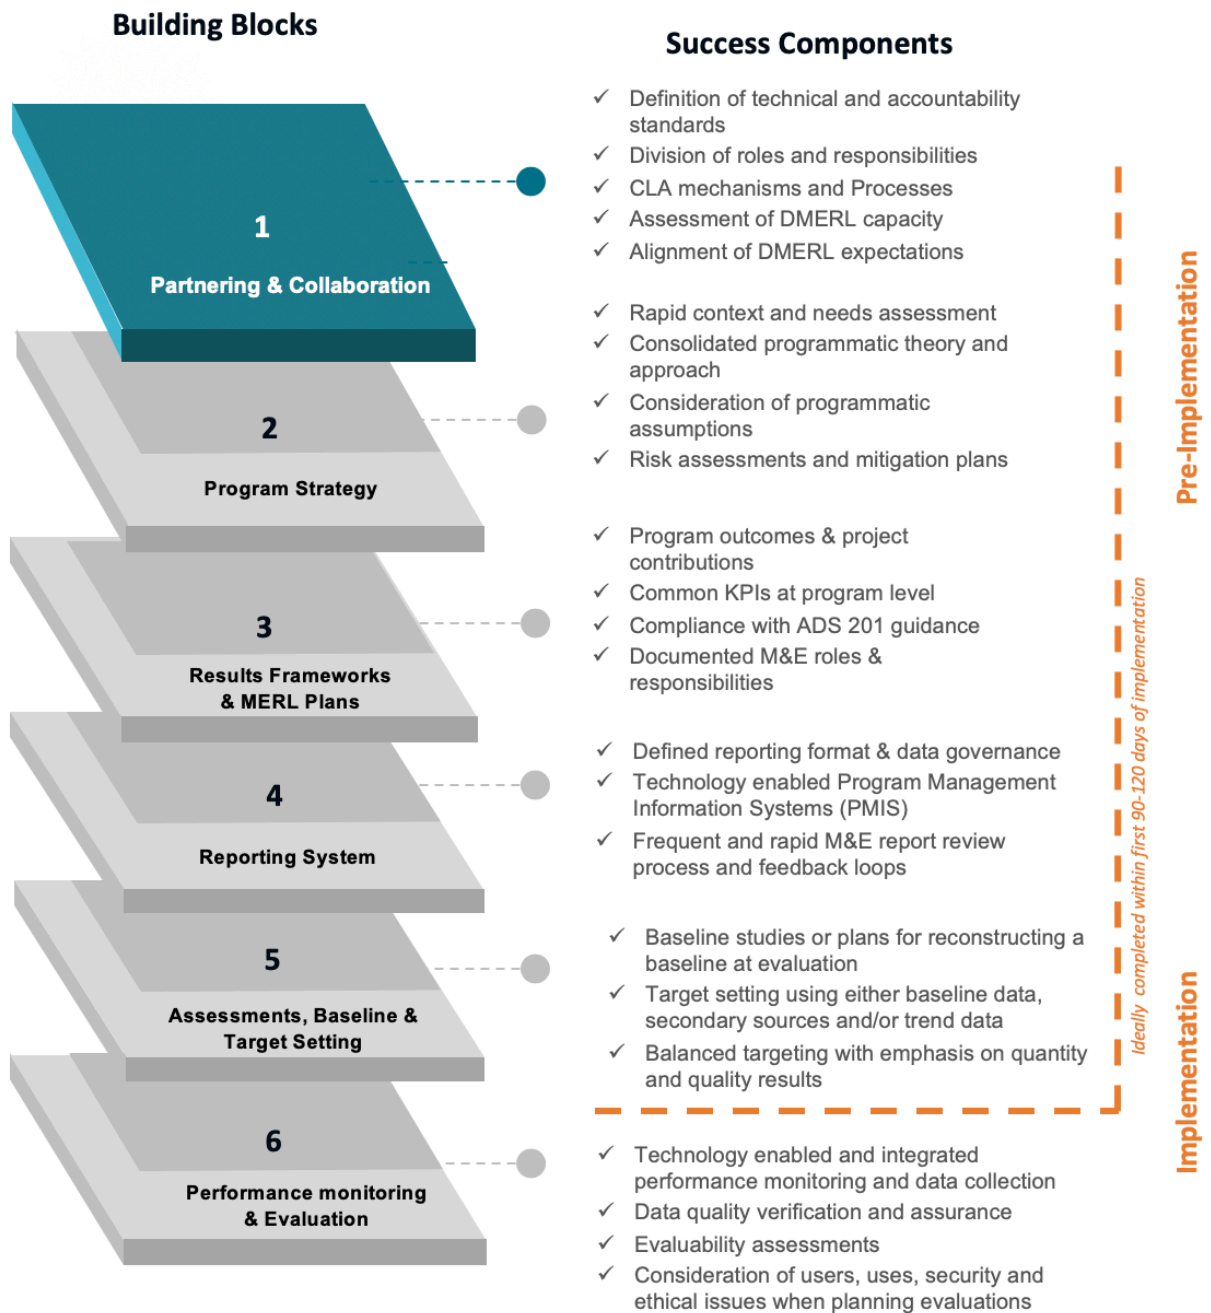 Building Blocks
Success Components
1
Partnering & Collaboration
✓ Definition of technical and accountability
standards
✓ Division of roles and responsibilities
✓ CLA mechanisms and Processes
✓ Assessment of DMERL capacity
✓ Alignment of DMERL expectations
2
Program Strategy
✓ Rapid context and needs assessment
✓ Consolidated programmatic theory and
approach
✓ Consideration of programmatic
assumptions
✓ Risk assessments and mitigation plans
3
Results Frameworks
& MERL Plans
✓ Program outcomes & project
contributions
✓ Common KPIs at program level
✓ Compliance with ADS 201 guidance
✓ Documented M&E roles &
responsibilities
4
Reporting System
✓ Defined reporting format & data governance
✓ Technology enabled Program Management
Information Systems (PMIS)
✓ Frequent and rapid M&E report review
process and feedback loops
5
Assessments, Baseline &
Target Setting
✓ Baseline studies or plans for reconstructing a
baseline at evaluation
✓ Target setting using either baseline data,
secondary sources and/or trend data
✓ Balanced targeting with emphasis on quantity
and quality results
6
Performance monitoring
& Evaluation
✓ Technology enabled and integrated
performance monitoring and data collection
✓ Data quality verification and assurance
✓ Evaluability assessments
✓ Consideration of users, uses, security and
ethical issues when planning evaluations
Pre-Implementation
Ideally completed within first 90-120 days of implementation
Implementation